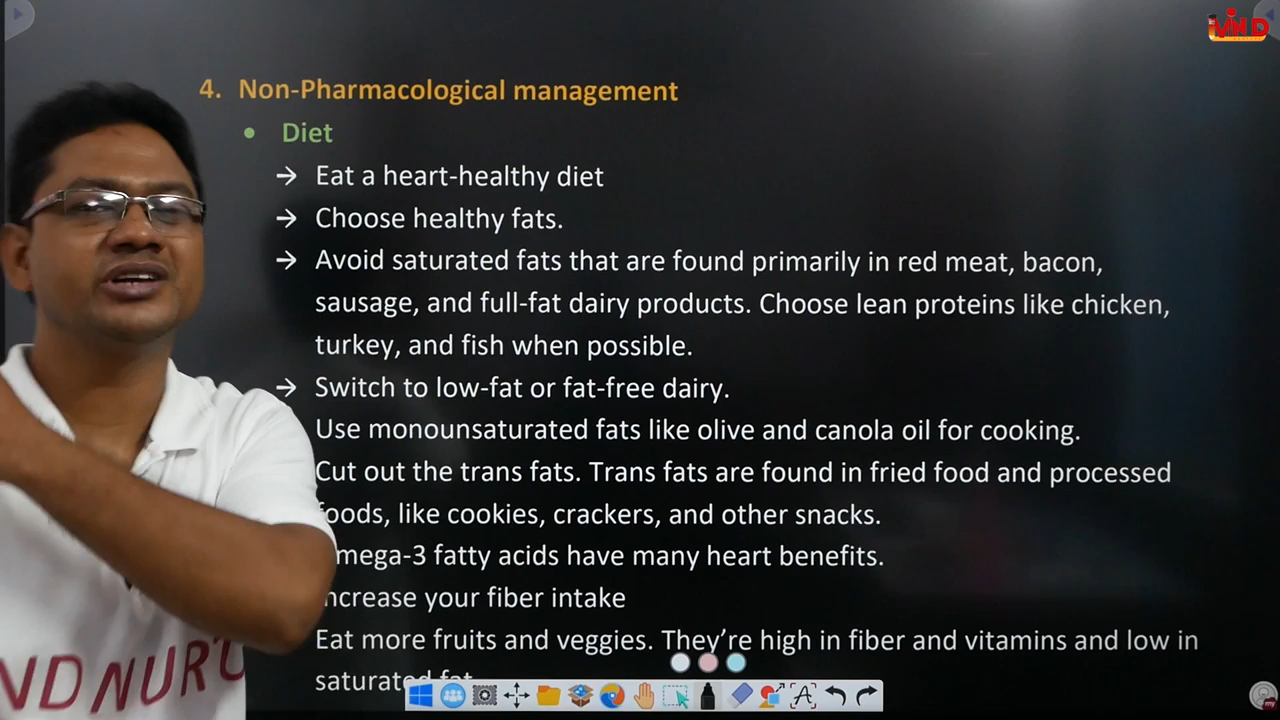 4. Non-Pharmacological management
• Diet
→ Eat a heart-healthy diet
→ Choose healthy fats.
→ Avoid saturated fats that are found primarily in red meat, bacon,
sausage, and full-fat dairy products. Choose lean proteins like chicken,
turkey, and fish when possible.
→ Switch to low-fat or fat-free dairy.
Use monounsaturated fats like olive and canola oil for cooking.
Cut out the trans fats. Trans fats are found in fried food and processed
foods, like cookies, crackers, and other snacks.
mega-3 fatty acids have many heart benefits.
ncrease your fiber intake
Eat more fruits and veggies. They’re high in fiber and vitamins and low in
saturated fat